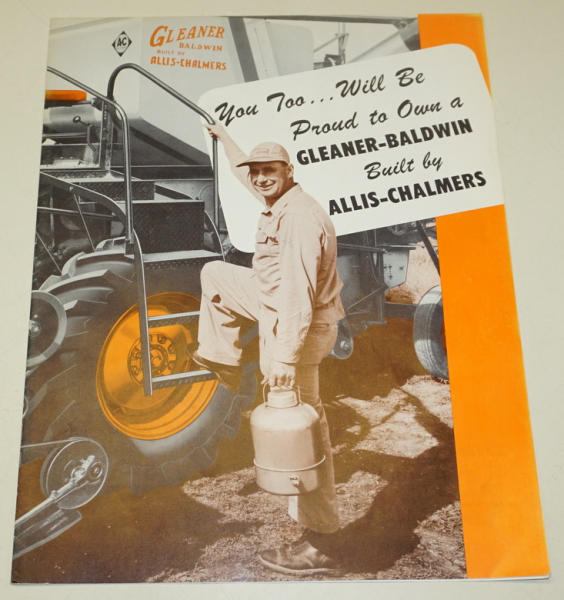 AC
GLEANER
BALDWIN
BUILT BY
ALLIS-CHALMERS
You Too... Will Be
Proud to Own a
GLEANER-BALDWIN
Built by
ALLIS-CHALMERS